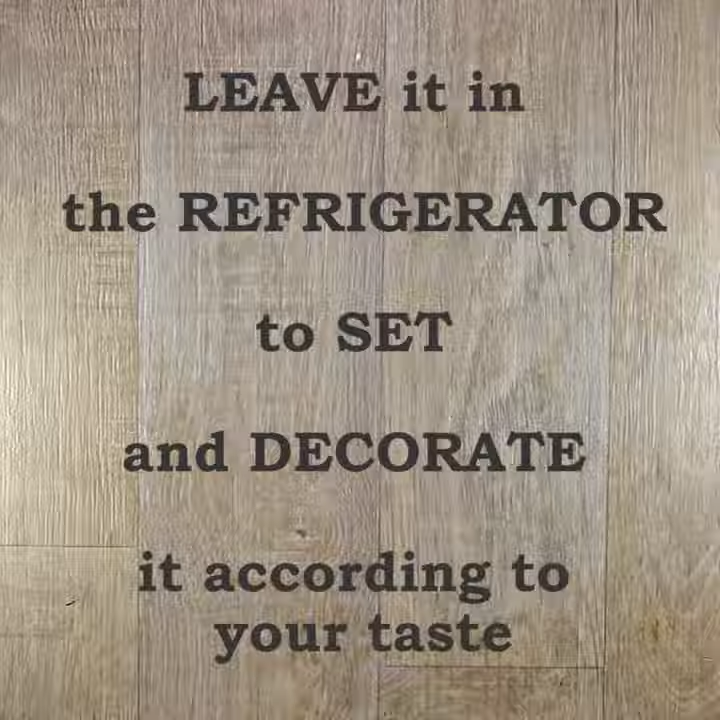 LEAVE it in
the REFRIGERATOR
to SET
and DECORATE
it according to
your taste